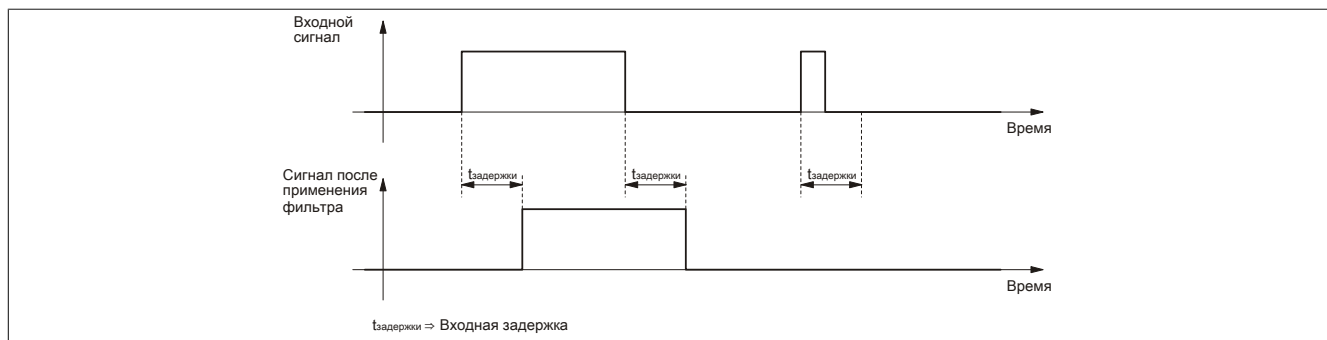 Входной
сигнал
Время
Сигнал после
применения
фильтра
tзадержки
tзадержки
tзадержки
Время
tзадержки ⇒ Входная задержка